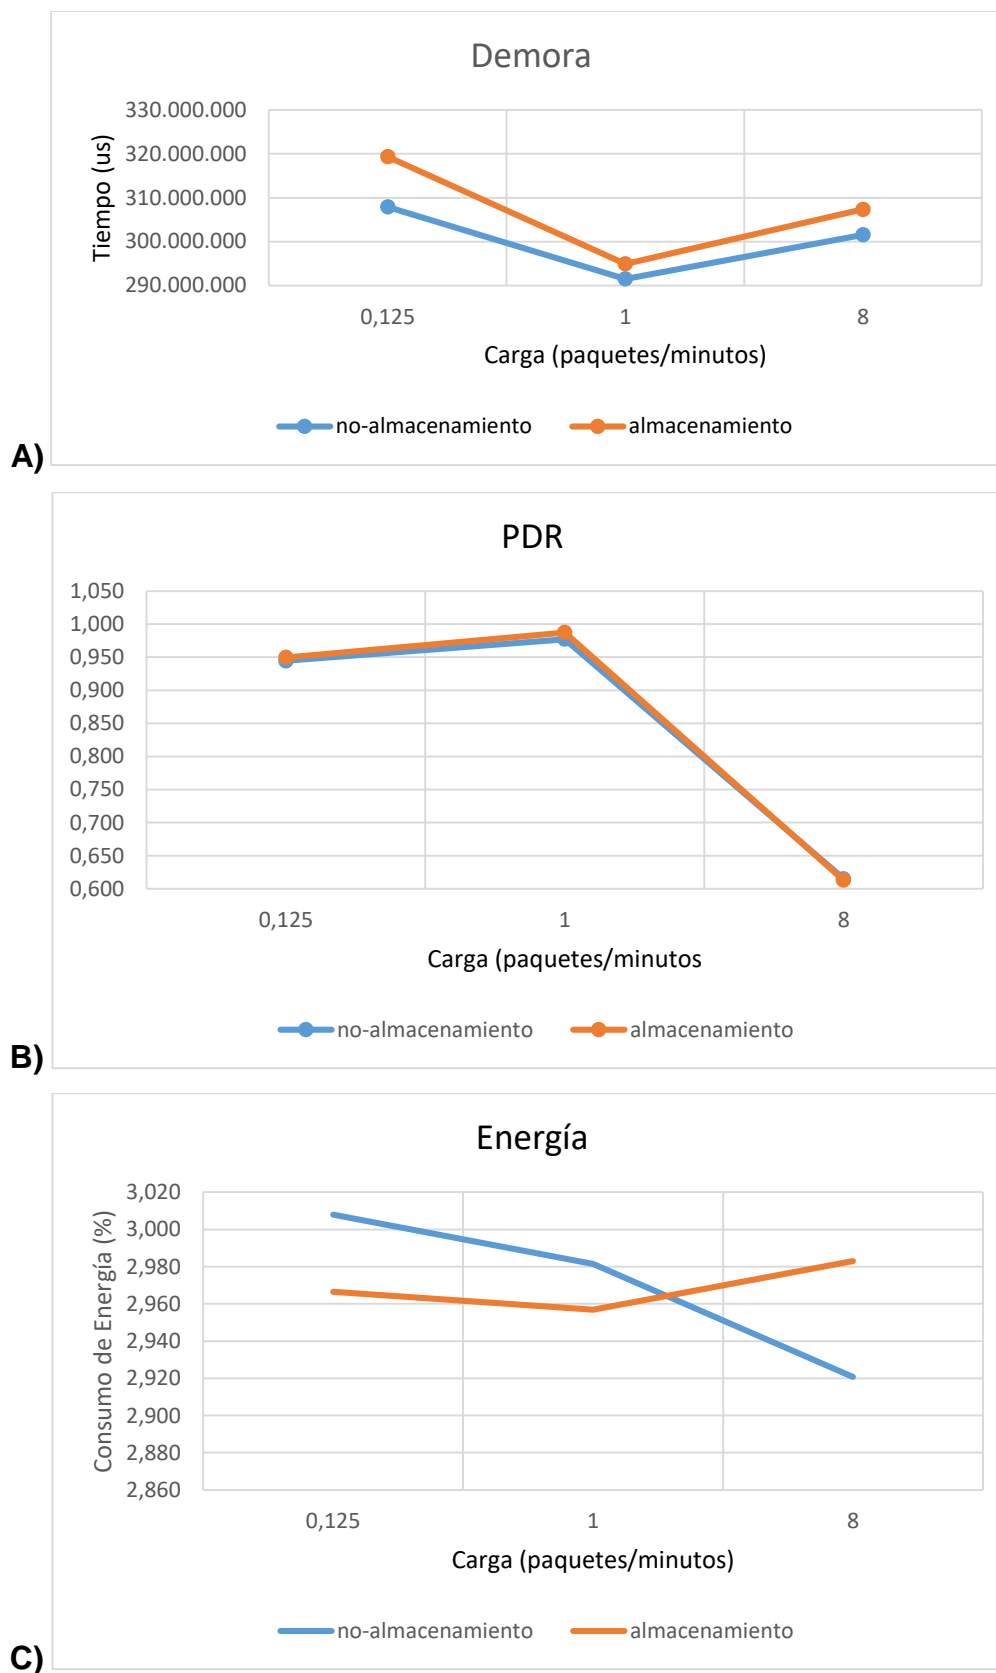 Demora
330.000.000
320.000.000
310.000.000
300.000.000
290.000.000
Tiempo (us)
0,125 1 8
Carga (paquetes/minutos)
no-almacenamiento almacenamiento
A)
PDR
1,050
1,000
0,950
0,900
0,850
0,800
0,750
0,700
0,650
0,600
0,125 1 8
Carga (paquetes/minutos
no-almacenamiento almacenamiento
B)
Energía
3,020
3,000
2,980
2,960
2,940
2,920
2,900
2,880
2,860
Consumo de Energía (%)
0,125 1 8
Carga (paquetes/minutos)
no-almacenamiento almacenamiento
C)